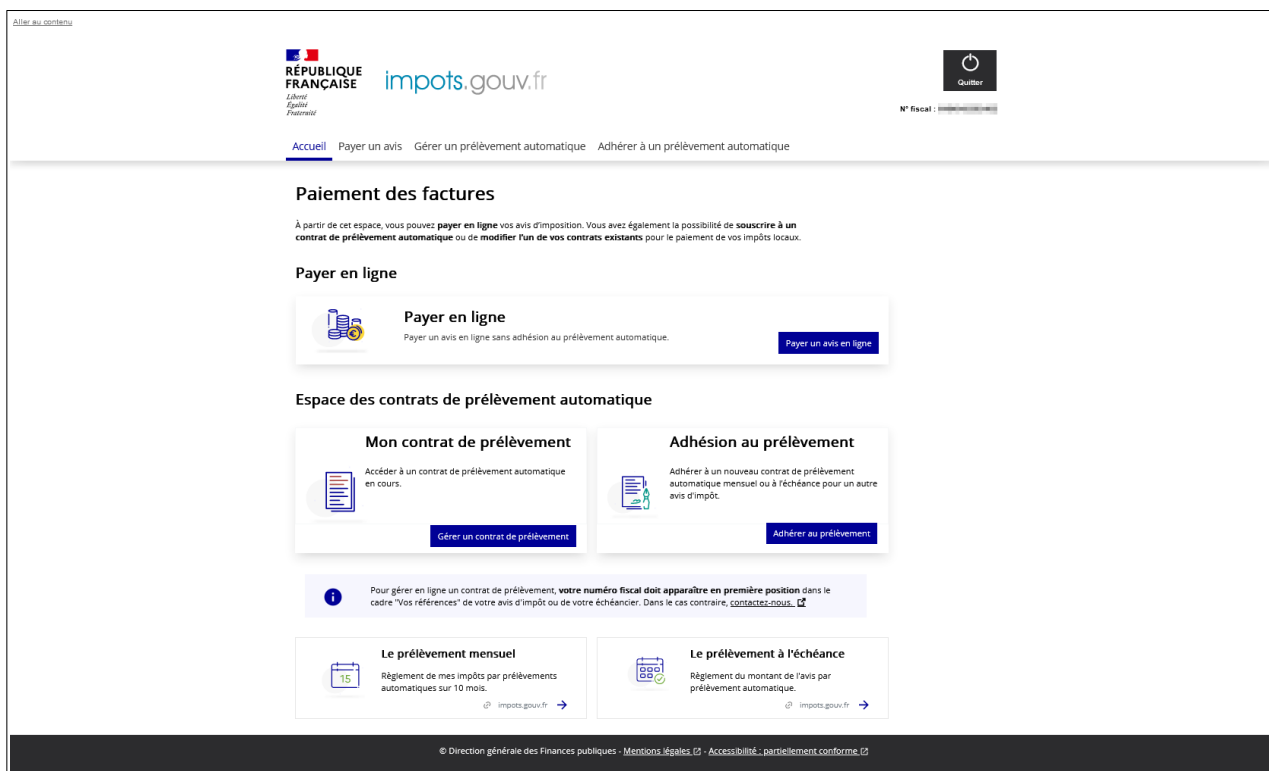 Aller au contenu
RÉPUBLIQUE
FRANÇAISE
Liberté
Égalité
Fraternité
impots.gouv.fr
Quitter
N° fiscal :
Accueil Payer un avis Gérer un prélèvement automatique Adhérer à un prélèvement automatique
Paiement des factures
À partir de cet espace, vous pouvez payer en ligne vos avis d'imposition. Vous avez également la possibilité de souscrire à un
contrat de prélèvement automatique ou de modifier l'un de vos contrats existants pour le paiement de vos impôts locaux.
Payer en ligne
Payer en ligne
Payer un avis en ligne sans adhésion au prélèvement automatique.
Payer un avis en ligne
Espace des contrats de prélèvement automatique
Mon contrat de prélèvement
Accéder à un contrat de prélèvement automatique
en cours.
Gérer un contrat de prélèvement
Adhésion au prélèvement
Adhérer à un nouveau contrat de prélèvement
automatique mensuel ou à l'échéance pour un autre
avis d'impôt.
Adhérer au prélèvement
Pour gérer en ligne un contrat de prélèvement, votre numéro fiscal doit apparaître en première position dans le
cadre "Vos références" de votre avis d'impôt ou de votre échéancier. Dans le cas contraire, contactez-nous.
Le prélèvement mensuel
15
Règlement de mes impôts par prélèvements
automatiques sur 10 mois.
impots.gouv.fr
Le prélèvement à l'échéance
Règlement du montant de l'avis par
prélèvement automatique.
impots.gouv.fr
© Direction générale des Finances publiques - Mentions légales - Accessibilité : partiellement conforme